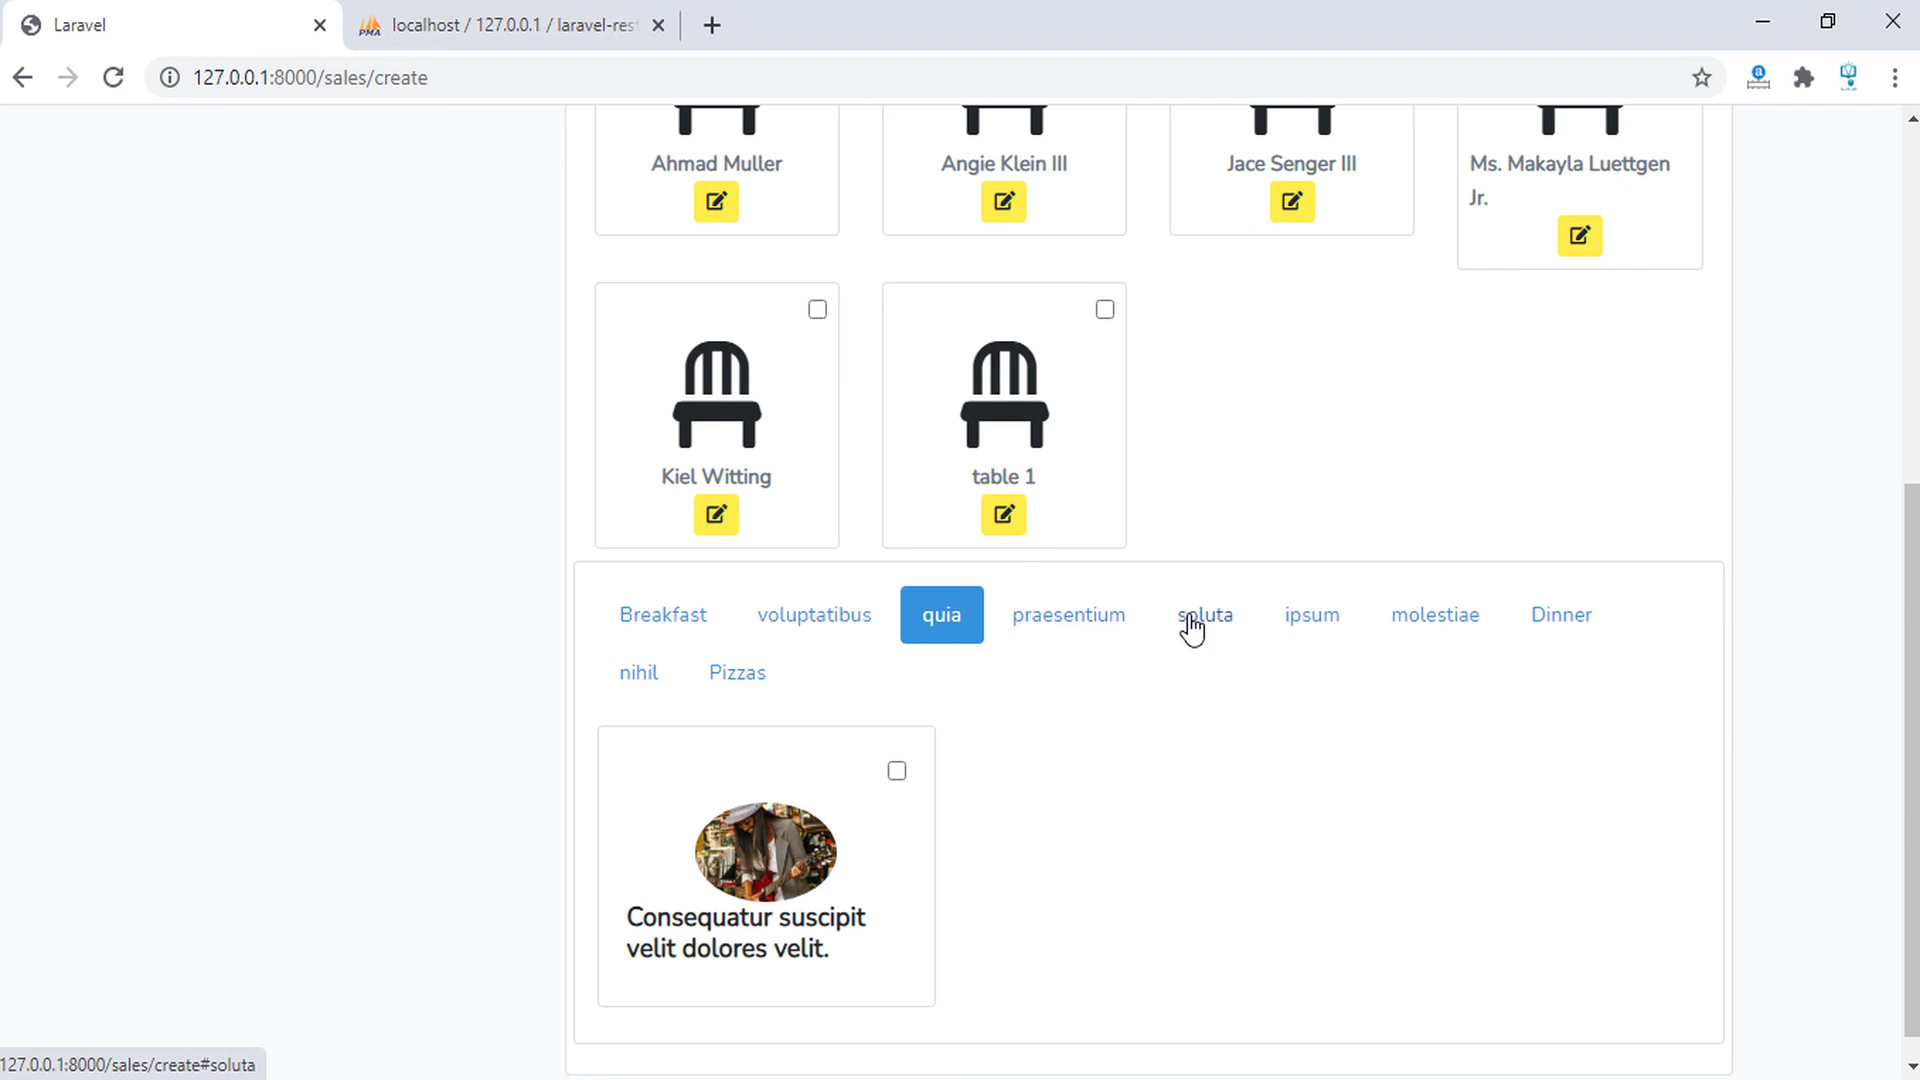 Laravel
localhost / 127.0.0.1 / laravel-rest
127.0.0.1:8000/sales/create
Ahmad Muller
Angie Klein III
Jace Senger III
Ms. Makayla Luettgen
Jr.
Kiel Witting
table 1
Breakfast voluptatibus quia praesentium soluta ipsum molestiae Dinner
nihil Pizzas
Consequatur suscipit
velit dolores velit.
127.0.0.1:8000/sales/create#soluta